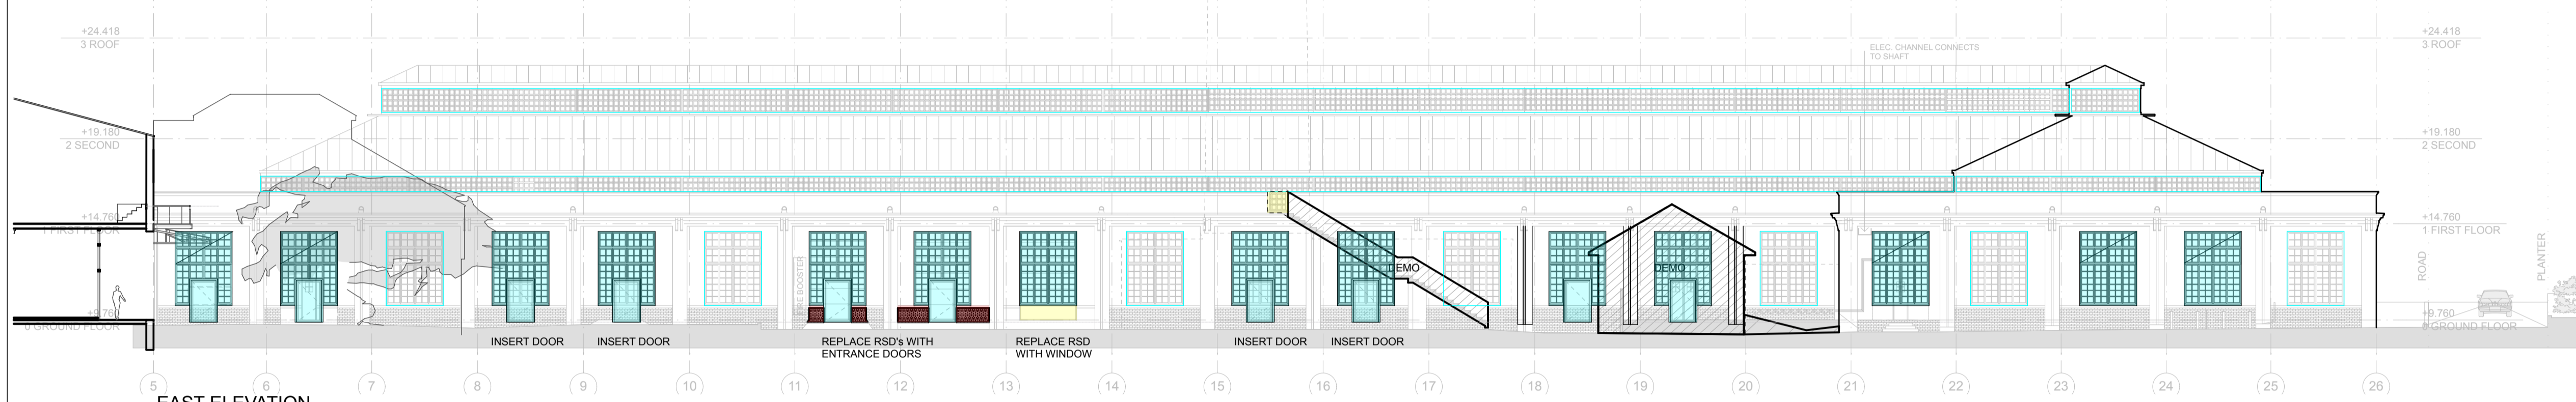 +24.418
3 ROOF
+24.418
3 ROOF
ELEC. CHANNEL CONNECTS
TO SHAFT
+19.180
2 SECOND
+19.180
2 SECOND
+14.760
1 FIRST FLOOR
+14.760
1 FIRST FLOOR
DEMO
DEMO
BOOSTER
ROAD
PLANTER
+9.760
0 GROUND FLOOR
+9.760
0 GROUND FLOOR
INSERT DOOR
INSERT DOOR
REPLACE RSD's WITH
ENTRANCE DOORS
REPLACE RSD
WITH WINDOW
INSERT DOOR
INSERT DOOR
5 6 7 8 9 10 11 12 13 14 15 16 17 18 19 20 21 22 23 24 25 26
EAST ELEVATION